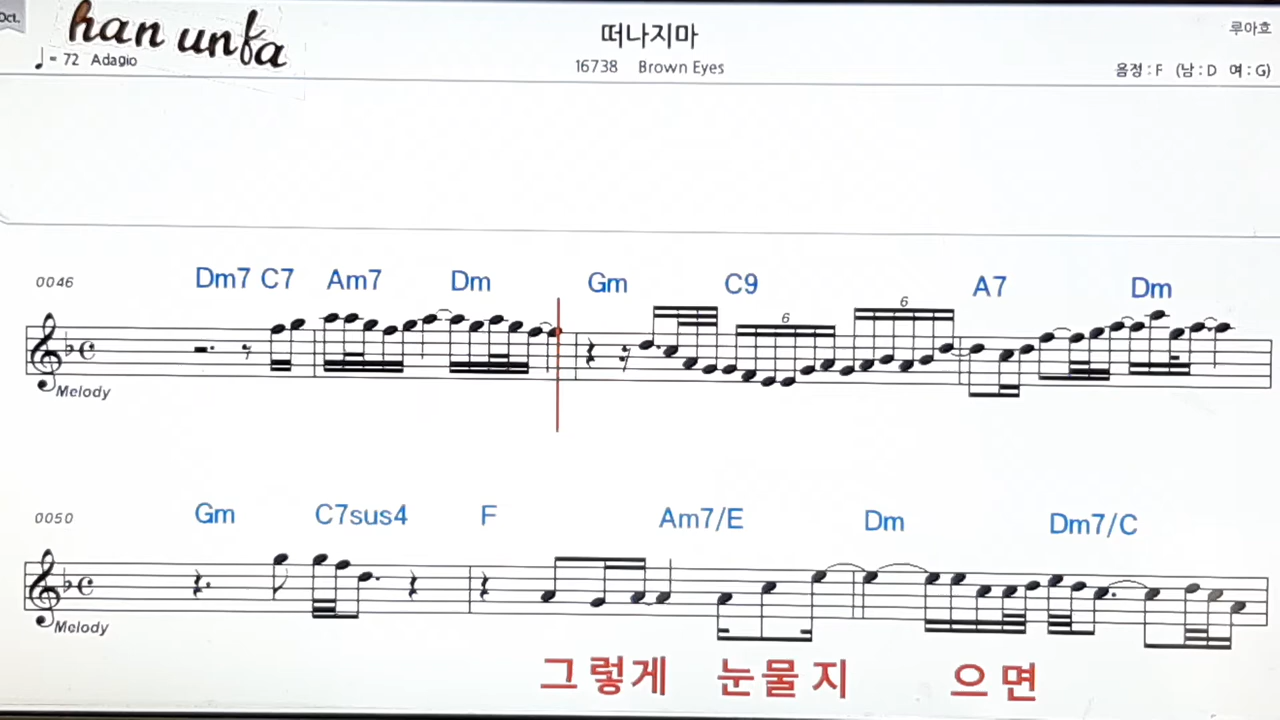 Oct.
han unfa
♩ = 72 Adagio
떠나지마
16738 Brown Eyes
루아흐
음정 : F (남 : D 여 : G)
0046
Dm7 C7 Am7 Dm Gm C9 A7 Dm
6 6
Melody
0050
Gm C7sus4 F Am7/E Dm Dm7/C
Melody
그렇게 눈물지 으면